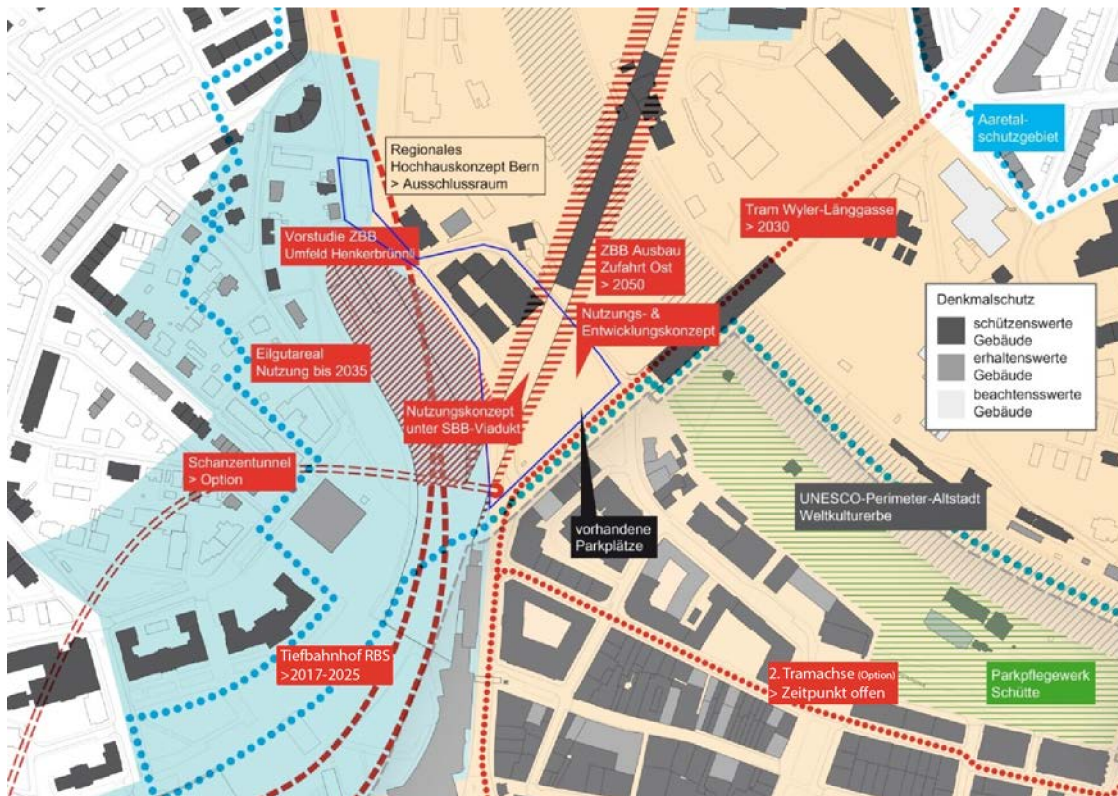 Aaretal-
schutzgebiet
Regionales
Hochhauskonzept Bern
> Ausschlussraum
Tram Wyler-Länggasse
> 2030
Vorstudie ZBB
Umfeld Henkerbrünnli
ZBB Ausbau
Zufahrt Ost
> 2050
Nutzungs- &
Entwicklungskonzept
Denkmalschutz
schützenswerte
Gebäude
erhaltenswerte
Gebäude
beachtensswerte
Gebäude
Eilgutareal
Nutzung bis 2035
Nutzungskonzept
unter SBB-Viadukt
Schanzentunnel
> Option
UNESCO-Perimeter-Altstadt
Weltkulturerbe
vorhandene
Parkplätze
Tiefbahnhof RBS
>2017-2025
2. Tramachse (Option)
> Zeitpunkt offen
Parkpflegewerk
Schütte